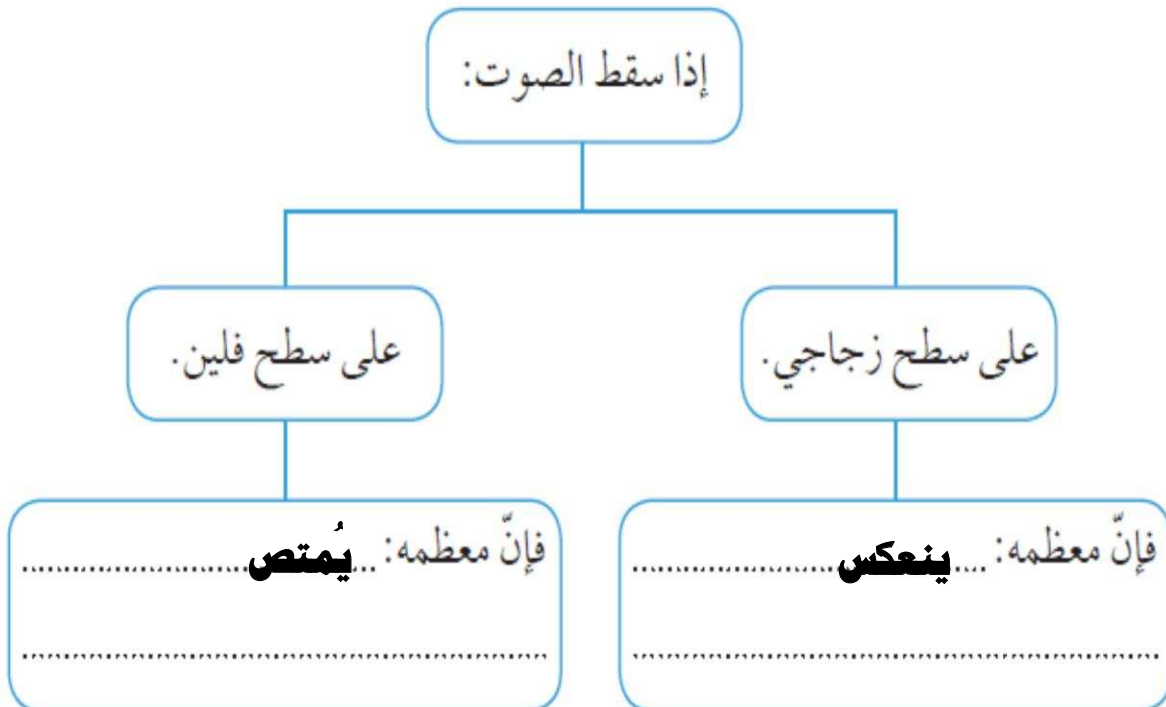 إذا سقط الصوت:
على سطح زجاجي.
على سطح فلين.
فإنّ معظمه: ...ينعكس......................
..........................................................
فإنّ معظمه: ...يُمتص......................
..........................................................